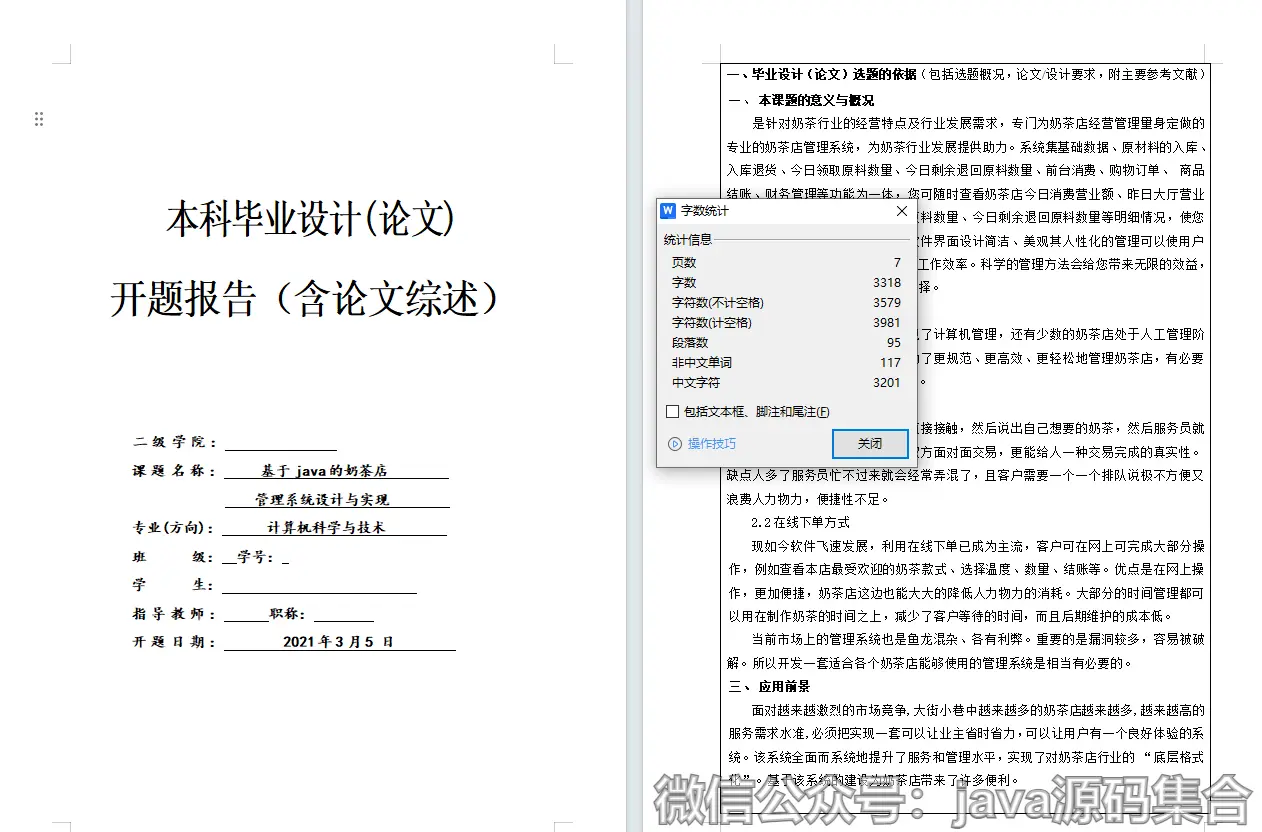 本科毕业设计(论文)
开题报告（含论文综述）
二级学院：
课题名称： 基于java的奶茶店
管理系统设计与实现
专业(方向)： 计算机科学与技术
班 级： 学号：
学 生：
指导教师： 职称：
开题日期： 2021年3月5日
一、毕业设计（论文）选题的依据（包括选题概况，论文/设计要求，附主要参考文献）
一、 本课题的意义与概况
是针对奶茶行业的经营特点及行业发展需求，专门为奶茶店经营管理量身定做的
专业的奶茶店管理系统，为奶茶行业发展提供助力。系统集基础数据、原材料的入库、
入库退货、今日领取原料数量、今日剩余退回原料数量、前台消费、购物订单、 商品
结账、财务管理等功能为一体，您可随时查看奶茶店今日消费营业额、昨日大厅营业
料数量、今日剩余退回原料数量等明细情况，使您
件界面设计简洁、美观其人性化的管理可以使用户
工作效率。科学的管理方法会给您带来无限的效益，
择。
了计算机管理，还有少数的奶茶店处于人工管理阶
了更规范、更高效、更轻松地管理奶茶店，有必要
。
接接触，然后说出自己想要的奶茶，然后服务员就
方面对面交易，更能给人一种交易完成的真实性。
缺点人多了服务员忙不过来就会经常弄混了，且客户需要一个一个排队说极不方便又
浪费人力物力，便捷性不足。
2.2在线下单方式
现如今软件飞速发展，利用在线下单已成为主流，客户可在网上可完成大部分操
作，例如查看本店最受欢迎的奶茶款式、选择温度、数量、结账等。优点是在网上操
作，更加便捷，奶茶店这边也能大大的降低人力物力的消耗。大部分的时间管理都可
以用在制作奶茶的时间之上，减少了客户等待的时间，而且后期维护的成本低。
当前市场上的管理系统也是鱼龙混杂、各有利弊。重要的是漏洞较多，容易被破
解。所以开发一套适合各个奶茶店能够使用的管理系统是相当有必要的。
三、 应用前景
面对越来越激烈的市场竞争,大街小巷中越来越多的奶茶店越来越多,越来越高的
服务需求水准,必须把实现一套可以让业主省时省力，可以让用户有一个良好体验的系
统。该系统全面而系统地提升了服务和管理水平，实现了对奶茶店行业的 “底层格式
化”。基于该系统的建设为奶茶店带来了许多便利。
W 字数统计
统计信息
页数 7
字数 3318
字符数(不计空格) 3579
字符数(计空格) 3981
段落数 95
非中文单词 117
中文字符 3201
包括文本框、脚注和尾注(F)
操作技巧
关闭
微信公众号：java源码集合